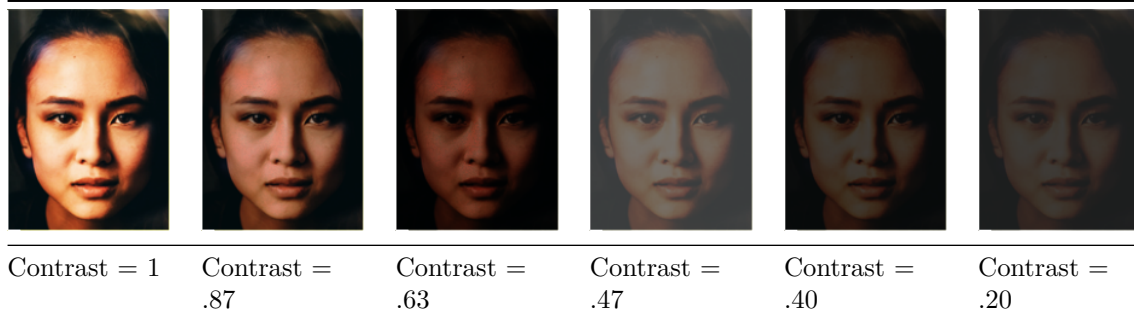 Contrast = 1 Contrast = Contrast = Contrast = Contrast = Contrast =
.87 .63 .47 .40 .20